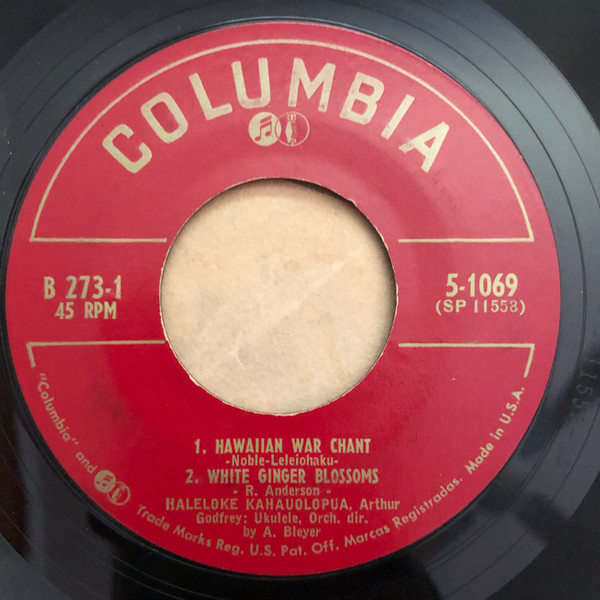 COLUMBIA
B 273-1
45 RPM
5-1069
(SP 11558)
1. HAWAIIAN WAR CHANT
-Noble-Leleiohaku-
2. WHITE GINGER BLOSSOMS
- R. Anderson -
HALELOKE KAHAUOLOPUA, Arthur
Godfrey: Ukulele, Orch. dir.
by A. Bleyer
"Columbia" and Trade Marks Reg. U.S. Pat. Off. Marcas Registradas. Made in U.S.A.